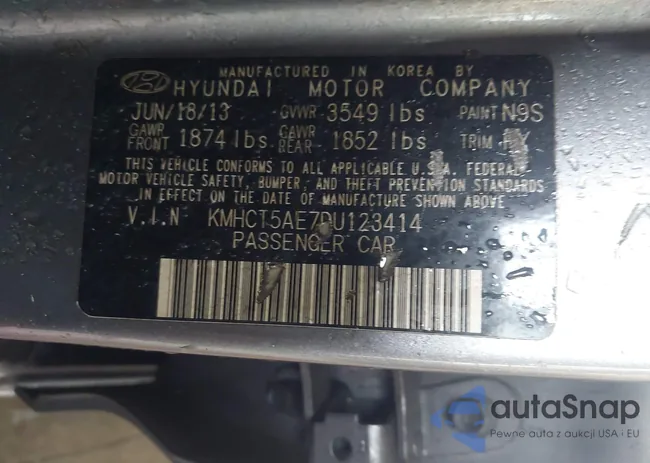 MANUFACTURED IN KOREA BY
HYUNDAI MOTOR COMPANY
JUN/18/13 GVWR 3549 lbs PAINT N9S
GAWR FRONT 1874 lbs. GAWR REAR 1852 lbs TRIM
THIS VEHICLE CONFORMS TO ALL APPLICABLE U.S.A. FEDERAL
MOTOR VEHICLE SAFETY, BUMPER, AND THEFT PREVENTION STANDARDS
IN EFFECT ON THE DATE OF MANUFACTURE SHOWN ABOVE
V.I.N KMHCT5AE7DU123414
PASSENGER CAR
autaSnap
Pewne auta z aukcji USA i EU